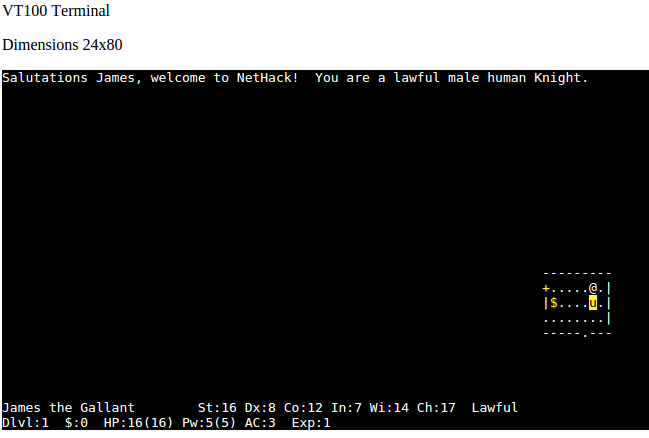 VT100 Terminal
Dimensions 24x80
Salutations James, welcome to NetHack!  You are a lawful male human Knight.
---------
+.....@.|
|$....u.|
........|
-----.---
James the Gallant        St:16 Dx:8 Co:12 In:7 Wi:14 Ch:17  Lawful
Dlvl:1  $:0  HP:16(16) Pw:5(5) AC:3  Exp:1